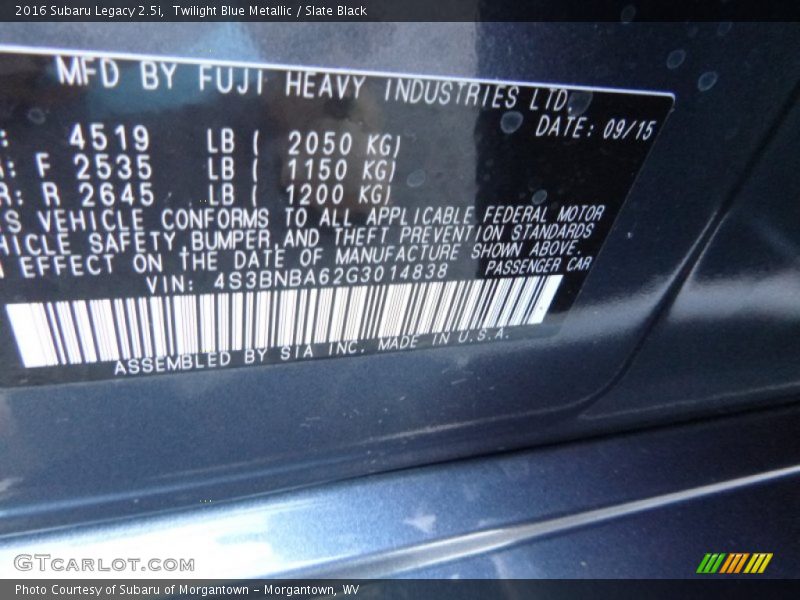 2016 Subaru Legacy 2.5i, Twilight Blue Metallic / Slate Black
MFD BY FUJI HEAVY INDUSTRIES LTD.
DATE: 09/15
: 4519 LB ( 2050 KG)
: F 2535 LB ( 1150 KG)
R: R 2645 LB ( 1200 KG)
S VEHICLE CONFORMS TO ALL APPLICABLE FEDERAL MOTOR
HICLE SAFETY, BUMPER, AND THEFT PREVENTION STANDARDS
EFFECT ON THE DATE OF MANUFACTURE SHOWN ABOVE.
VIN: 4S3BNBA62G3014838 PASSENGER CAR
ASSEMBLED BY SIA INC. MADE IN U.S.A.
GTcarlot.com
Photo Courtesy of Subaru of Morgantown - Morgantown, WV